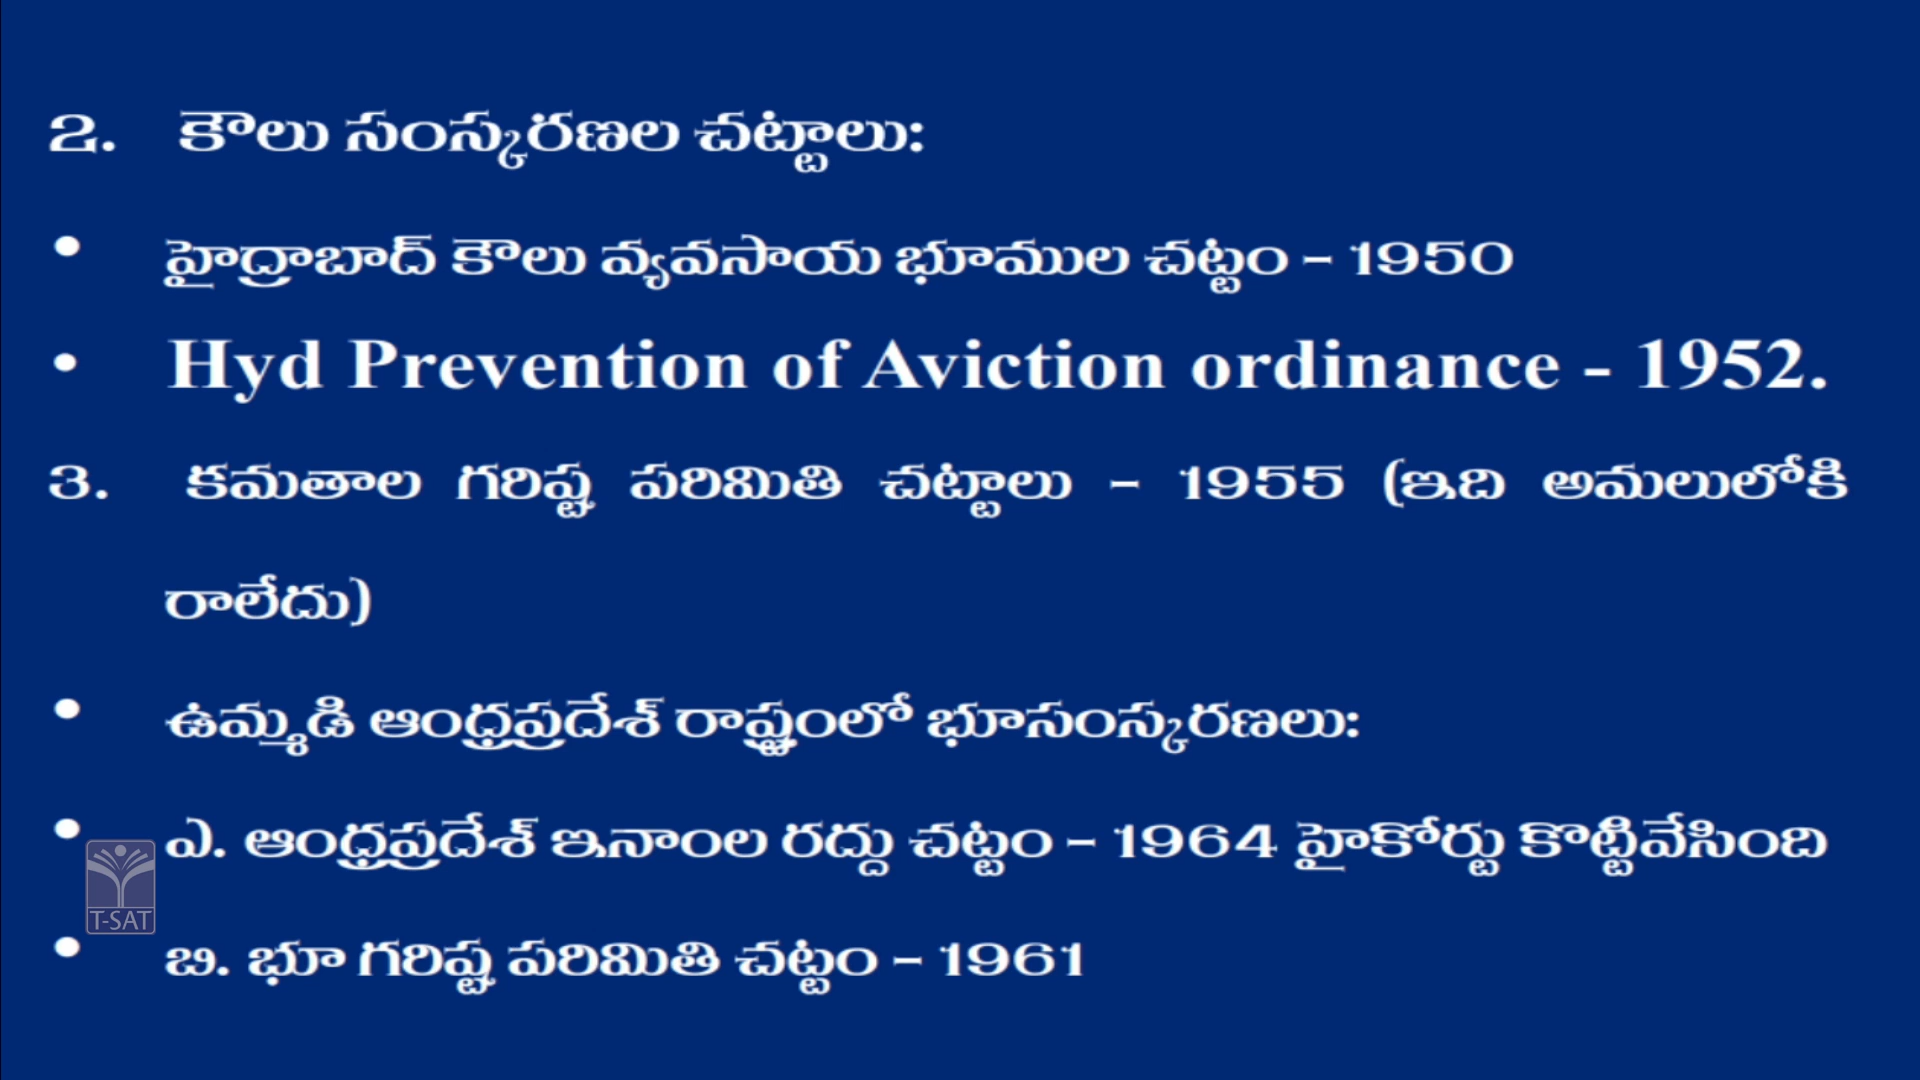 2. కౌలు సంస్కరణల చట్టాలు:
• హైద్రాబాద్ కౌలు వ్యవసాయ భూముల చట్టం – 1950
• Hyd Prevention of Aviction ordinance - 1952.
3. కమతాల గరిష్ట పరిమితి చట్టాలు – 1955 (ఇది అమలులోకి
రాలేదు)
• ఉమ్మడి ఆంధ్రప్రదేశ్ రాష్ట్రంలో భూసంస్కరణలు:
• ఎ. ఆంధ్రప్రదేశ్ ఇనాంల రద్దు చట్టం – 1964 హైకోర్టు కొట్టివేసింది
T-SAT
• బి. భూ గరిష్ట పరిమితి చట్టం – 1961